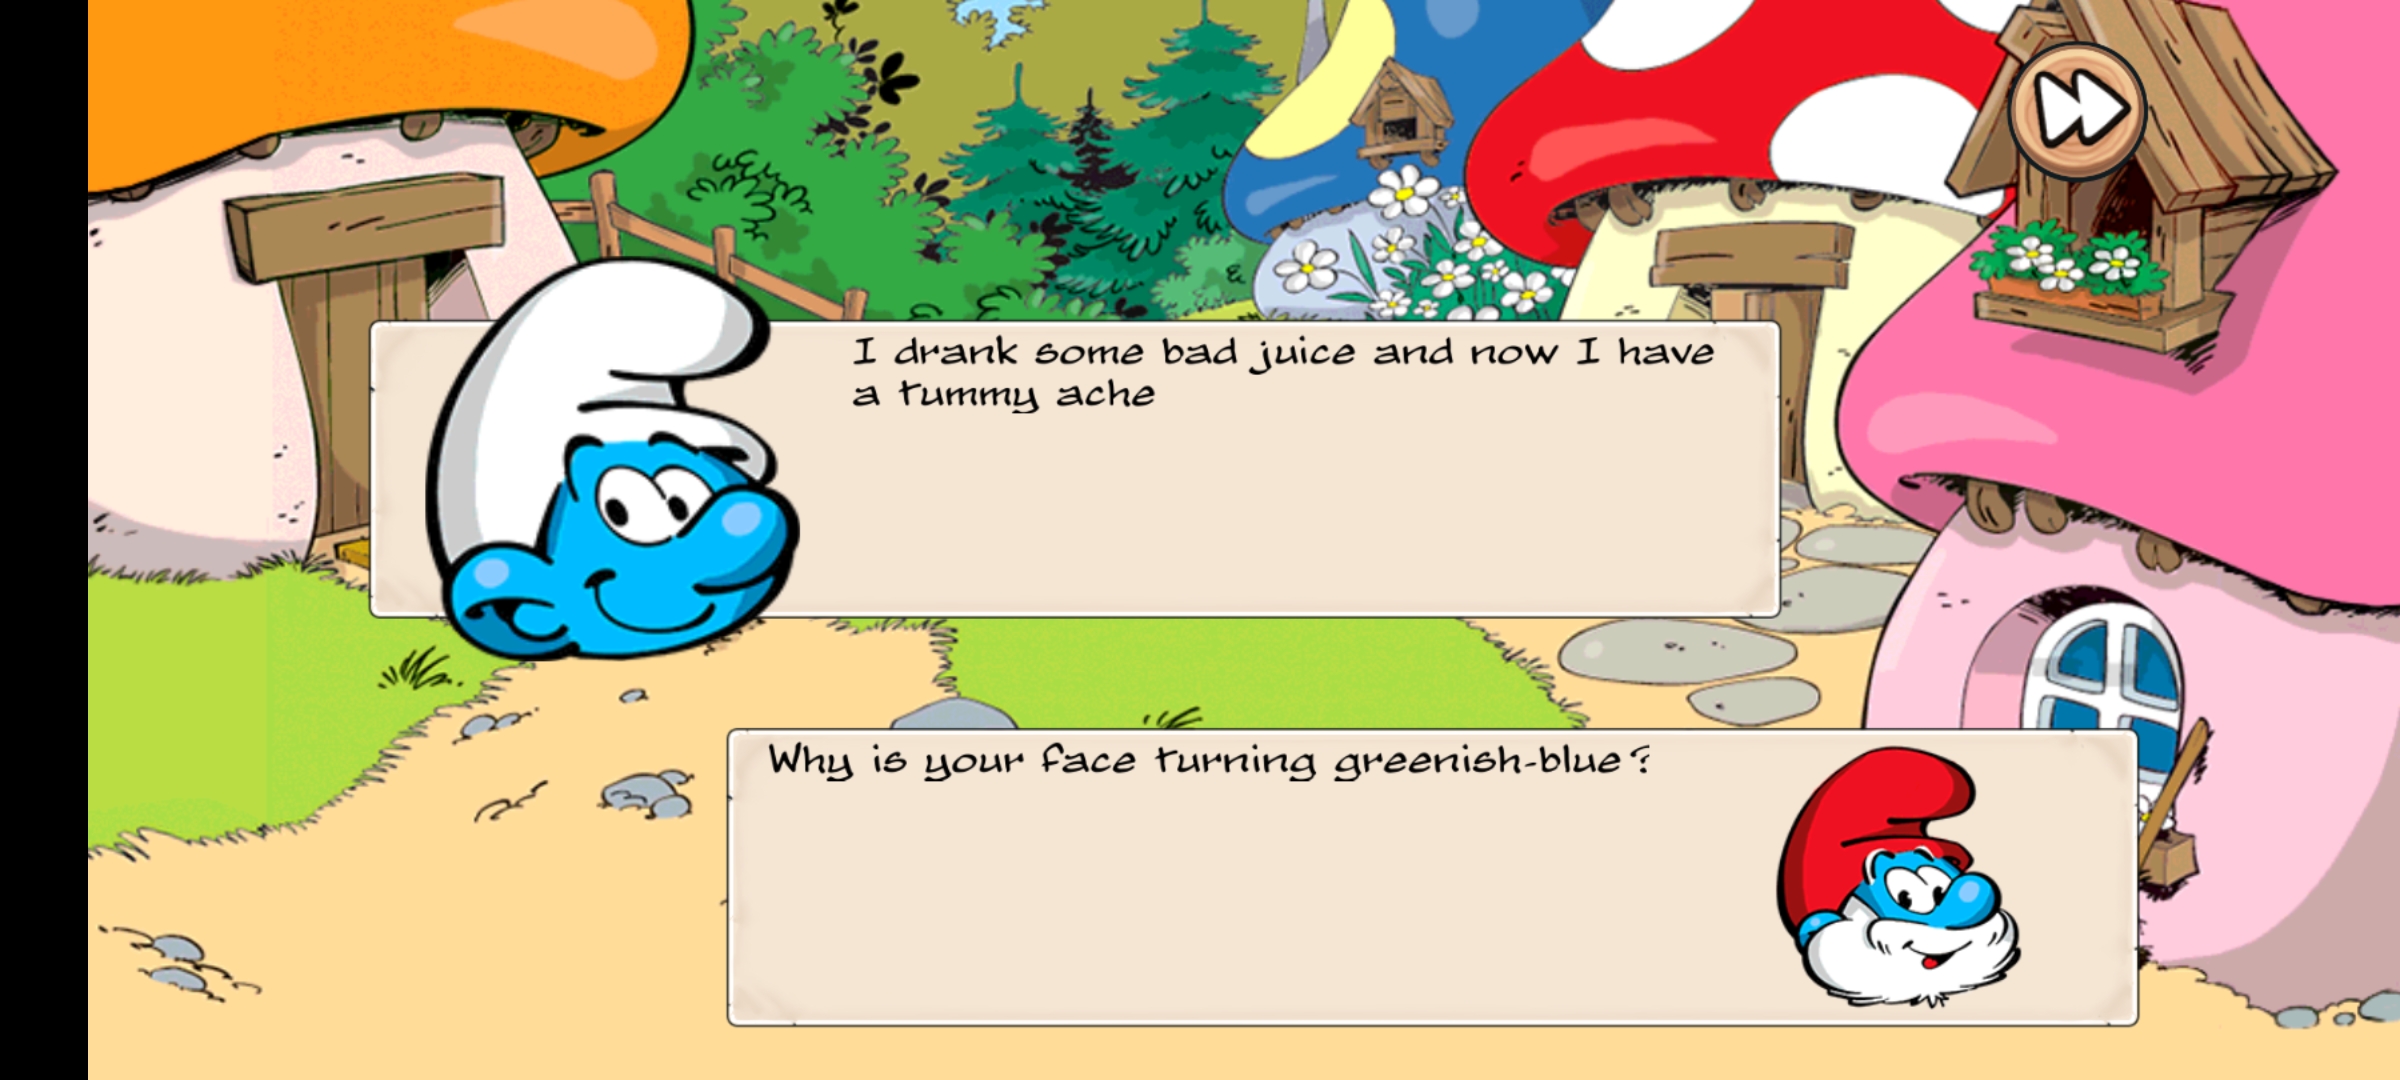 I drank some bad juice and now I have
a tummy ache
Why is your face turning greenish-blue?